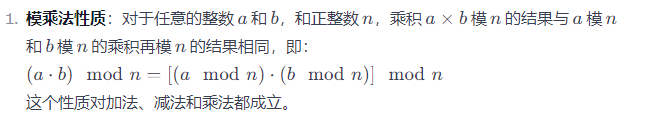 1. 模乘法性质：对于任意的整数 a 和 b，和正整数 n，乘积 a × b 模 n 的结果与 a 模 n
和 b 模 n 的乘积再模 n 的结果相同，即：
(a · b) mod n = [(a mod n) · (b mod n)] mod n
这个性质对加法、减法和乘法都成立。